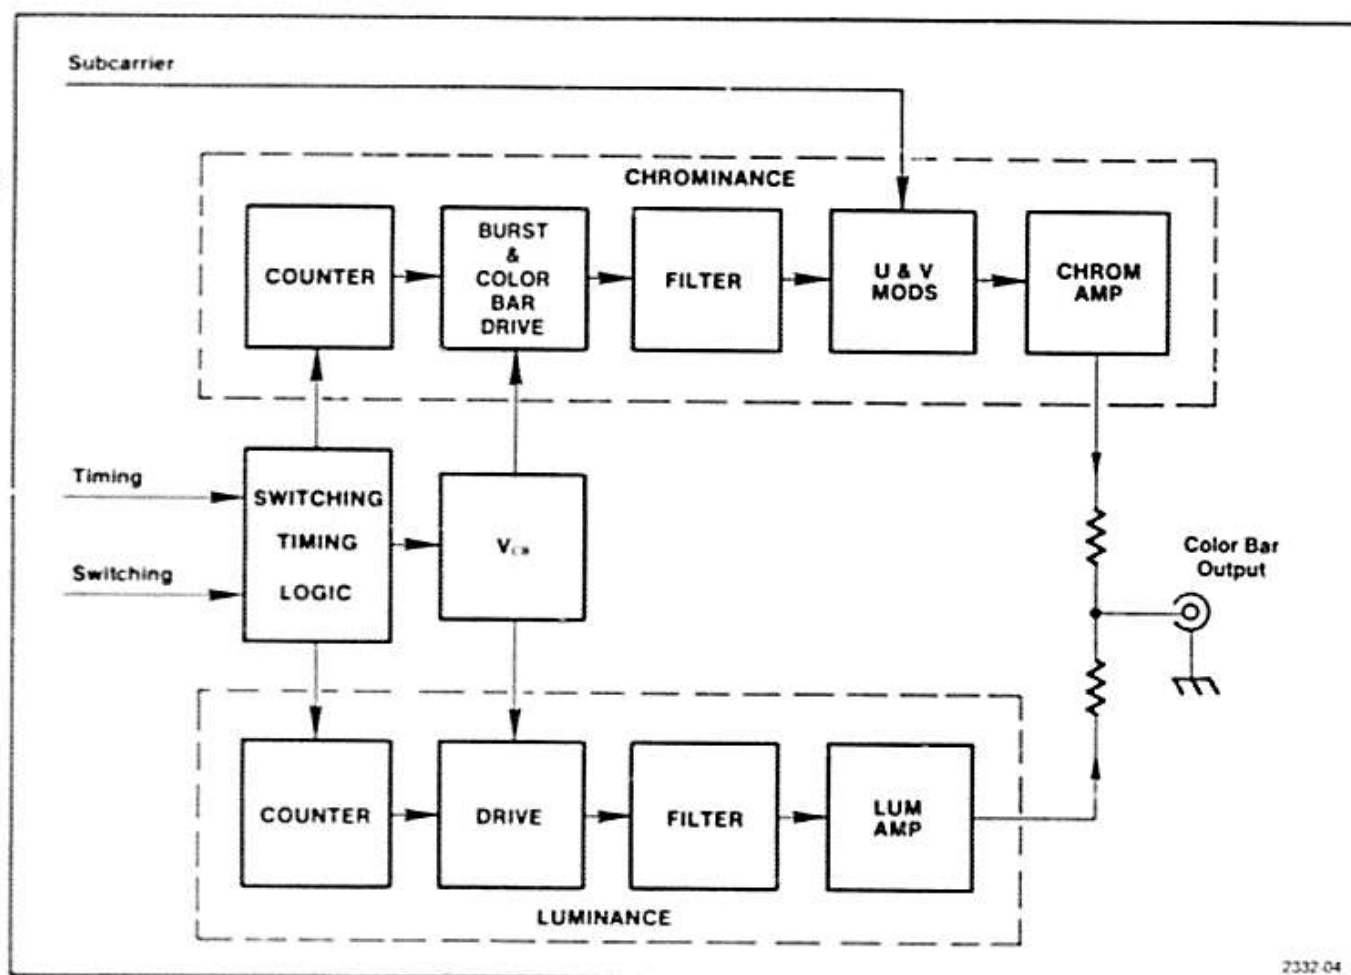 Subcarrier
CHROMINANCE
COUNTER
BURST
&
COLOR
BAR
DRIVE
FILTER
U & V
MODS
CHROM
AMP
Timing
Switching
SWITCHING
TIMING
LOGIC
VCB
Color Bar
Output
COUNTER
DRIVE
FILTER
LUM
AMP
LUMINANCE
2332-04